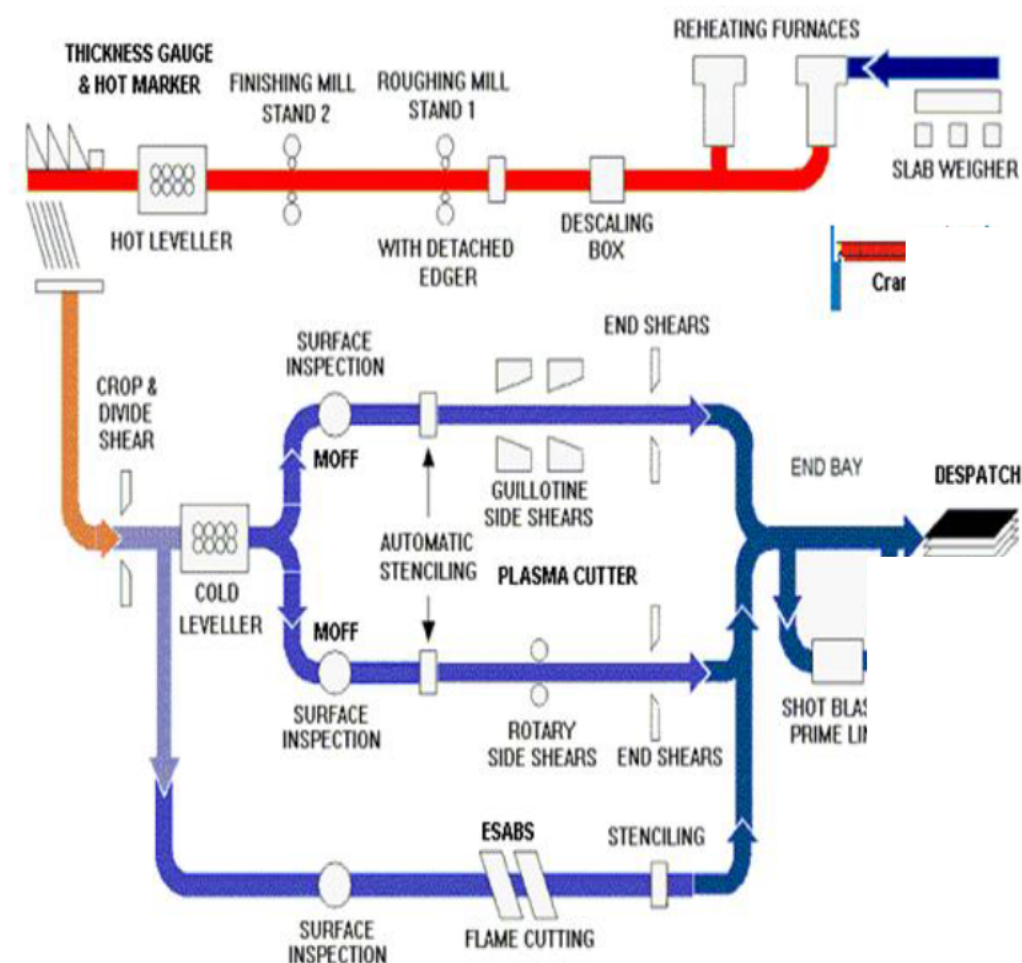 REHEATING FURNACES
THICKNESS GAUGE
& HOT MARKER
FINISHING MILL
STAND 2
ROUGHING MILL
STAND 1
SLAB WEIGHER
HOT LEVELLER
WITH DETACHED
EDGER
DESCALING
BOX
SURFACE
INSPECTION
END SHEARS
CROP &
DIVIDE
SHEAR
MOFF
GUILLOTINE
SIDE SHEARS
END BAY
DESPATCH
AUTOMATIC
STENCILING
PLASMA CUTTER
COLD
LEVELLER
MOFF
SURFACE
INSPECTION
ROTARY
SIDE SHEARS
END SHEARS
SHOT
PRIME
ESABS
STENCILING
SURFACE
INSPECTION
FLAME CUTTING